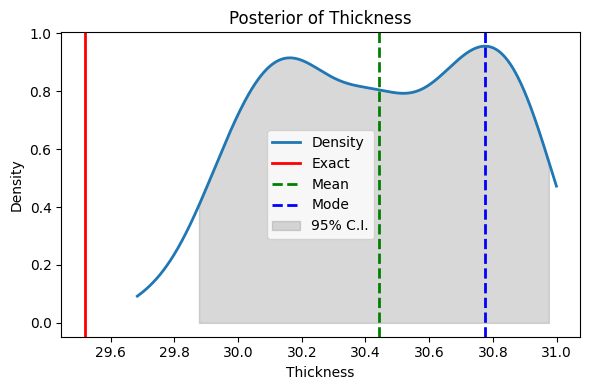 Posterior of Thickness
1.0
0.8
0.6
0.4
0.2
0.0
Density
Density
Exact
Mean
Mode
95% C.I.
29.6 29.8 30.0 30.2 30.4 30.6 30.8 31.0
Thickness